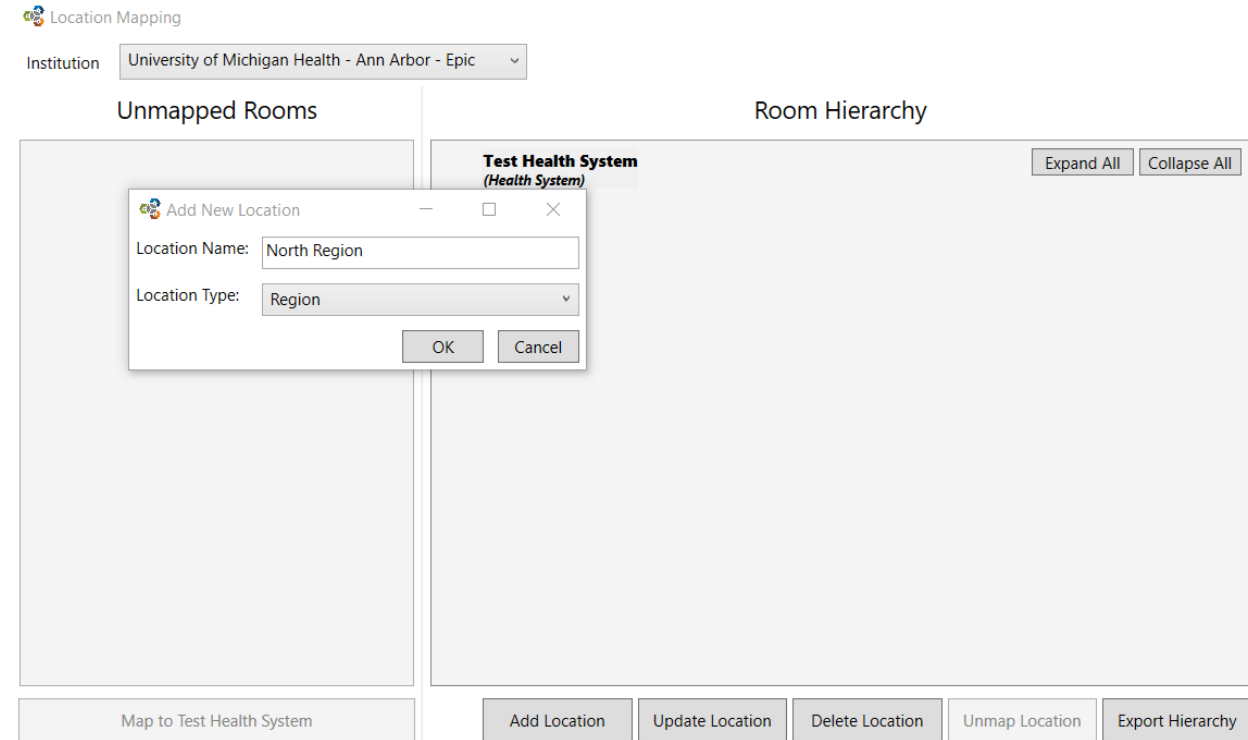 Location Mapping
Institution
University of Michigan Health - Ann Arbor - Epic
Unmapped Rooms
Room Hierarchy
Test Health System
(Health System)
Expand All
Collapse All
Add New Location
Location Name:
North Region
Location Type:
Region
OK
Cancel
Map to Test Health System
Add Location
Update Location
Delete Location
Unmap Location
Export Hierarchy